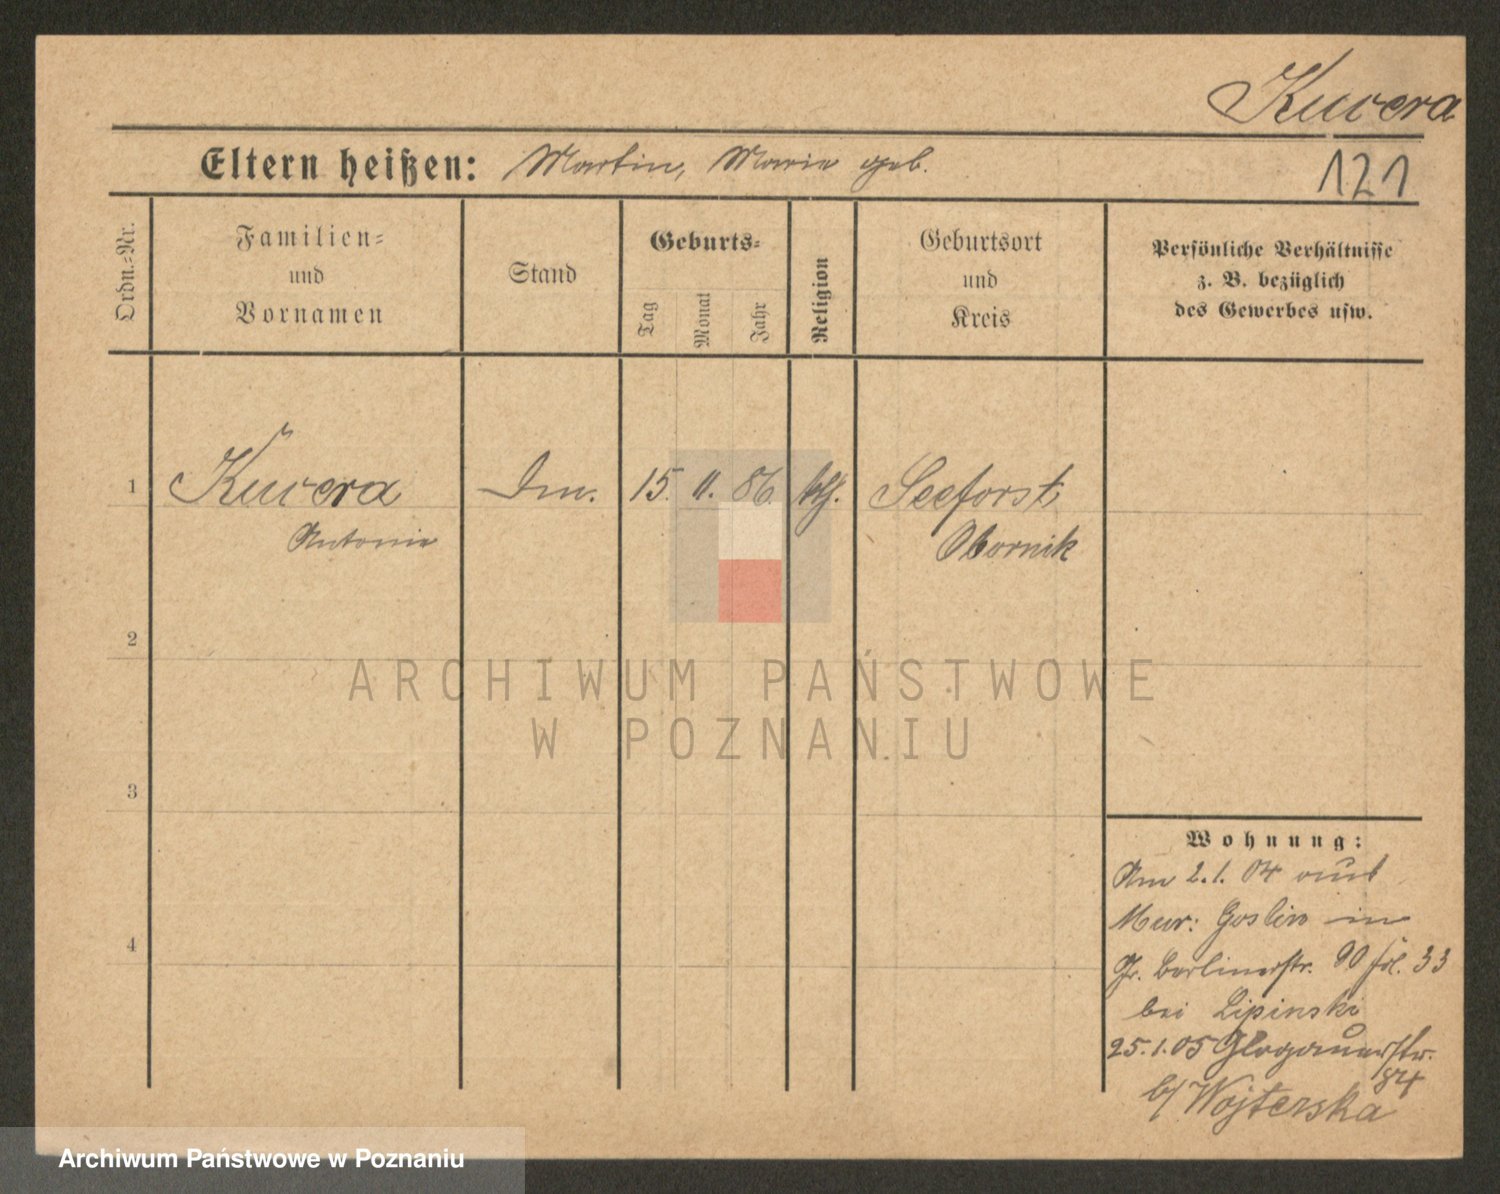 Kuvera
Eltern heißen: Martin, Marie geb.
121
Ordn.-Nr.
Familien-
und
Vornamen
Stand
Geburts-
Tag
Monat
Jahr
Religion
Geburtsort
und
Kreis
Persönliche Verhältnisse
z. B. bezüglich
des Gewerbes usw.
1
Kuvera
Antonie
15. 11. 86.
kth.
Seeforst
Obornik
2
3
4
Wohnung:
Am 2.1.04 aus
Mur: Goslin in
Gr. Berlinerstr. 90 fol. 33
bei Lipinski
25.1.05 Glogauerstr.
84
b/ Wojterska
ARCHIWUM PAŃSTWOWE
W POZNANIU
Archiwum Państwowe w Poznaniu